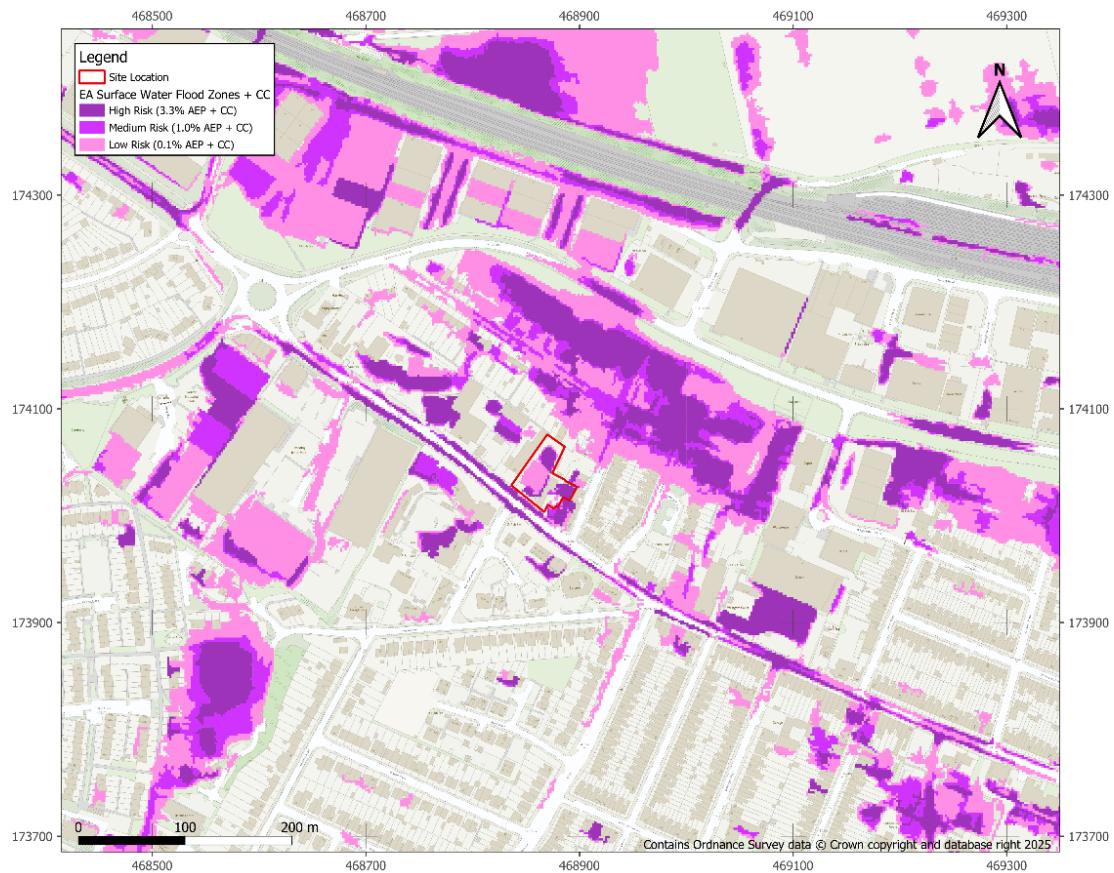 468500 468700 468900 469100 469300
Legend
Site Location
EA Surface Water Flood Zones + CC
High Risk (3.3% AEP + CC)
Medium Risk (1.0% AEP + CC)
Low Risk (0.1% AEP + CC)
N
174300 174300
174100 174100
173900 173900
173700 173700
0 100 200 m
Contains Ordnance Survey data © Crown copyright and database right 2025
468500 468700 468900 469100 469300